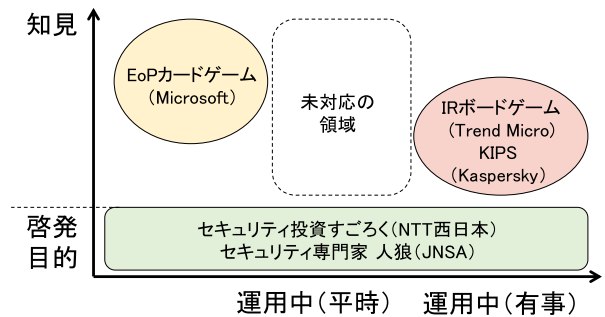 知見
EoPカードゲーム
（Microsoft）
未対応の
領域
IRボードゲーム
（Trend Micro）
KIPS
（Kaspersky）
啓発
目的
セキュリティ投資すごろく（NTT西日本）
セキュリティ専門家 人狼（JNSA）
運用中（平時）
運用中（有事）